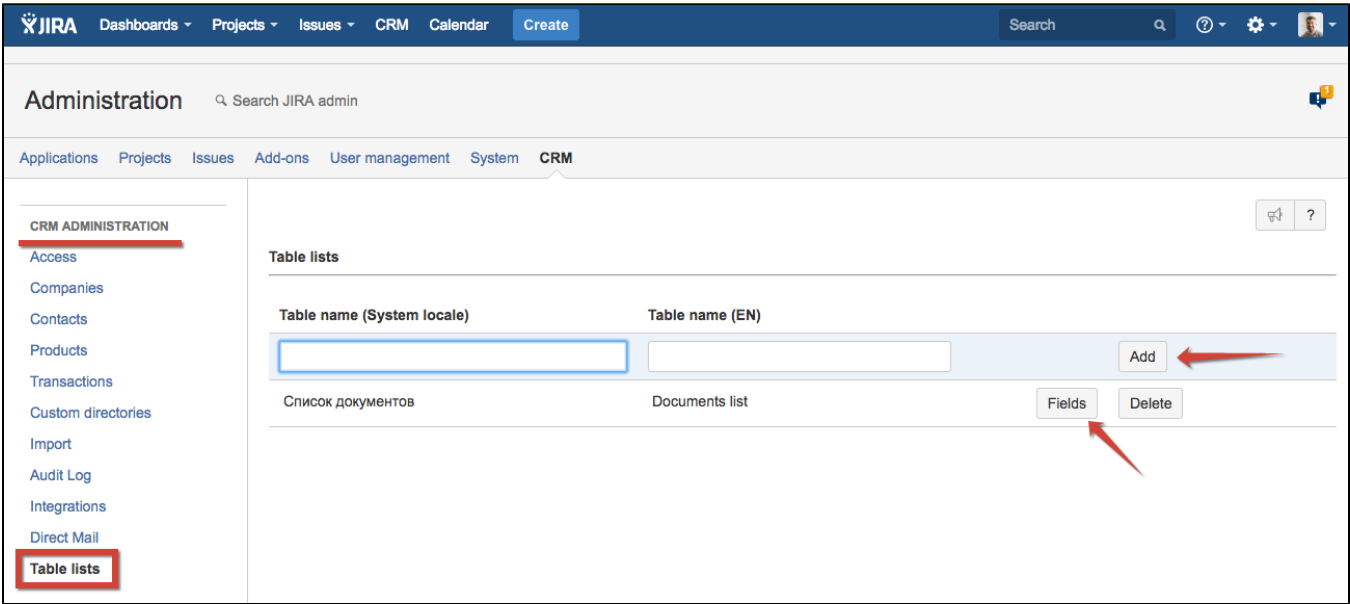 JIRA Dashboards Projects Issues CRM Calendar Create Search
Administration Search JIRA admin 1
Applications Projects Issues Add-ons User management System CRM
?
CRM ADMINISTRATION
Access
Companies
Contacts
Products
Transactions
Custom directories
Import
Audit Log
Integrations
Direct Mail
Table lists
Table lists
Table name (System locale) Table name (EN)
Add
Список документов Documents list Fields Delete